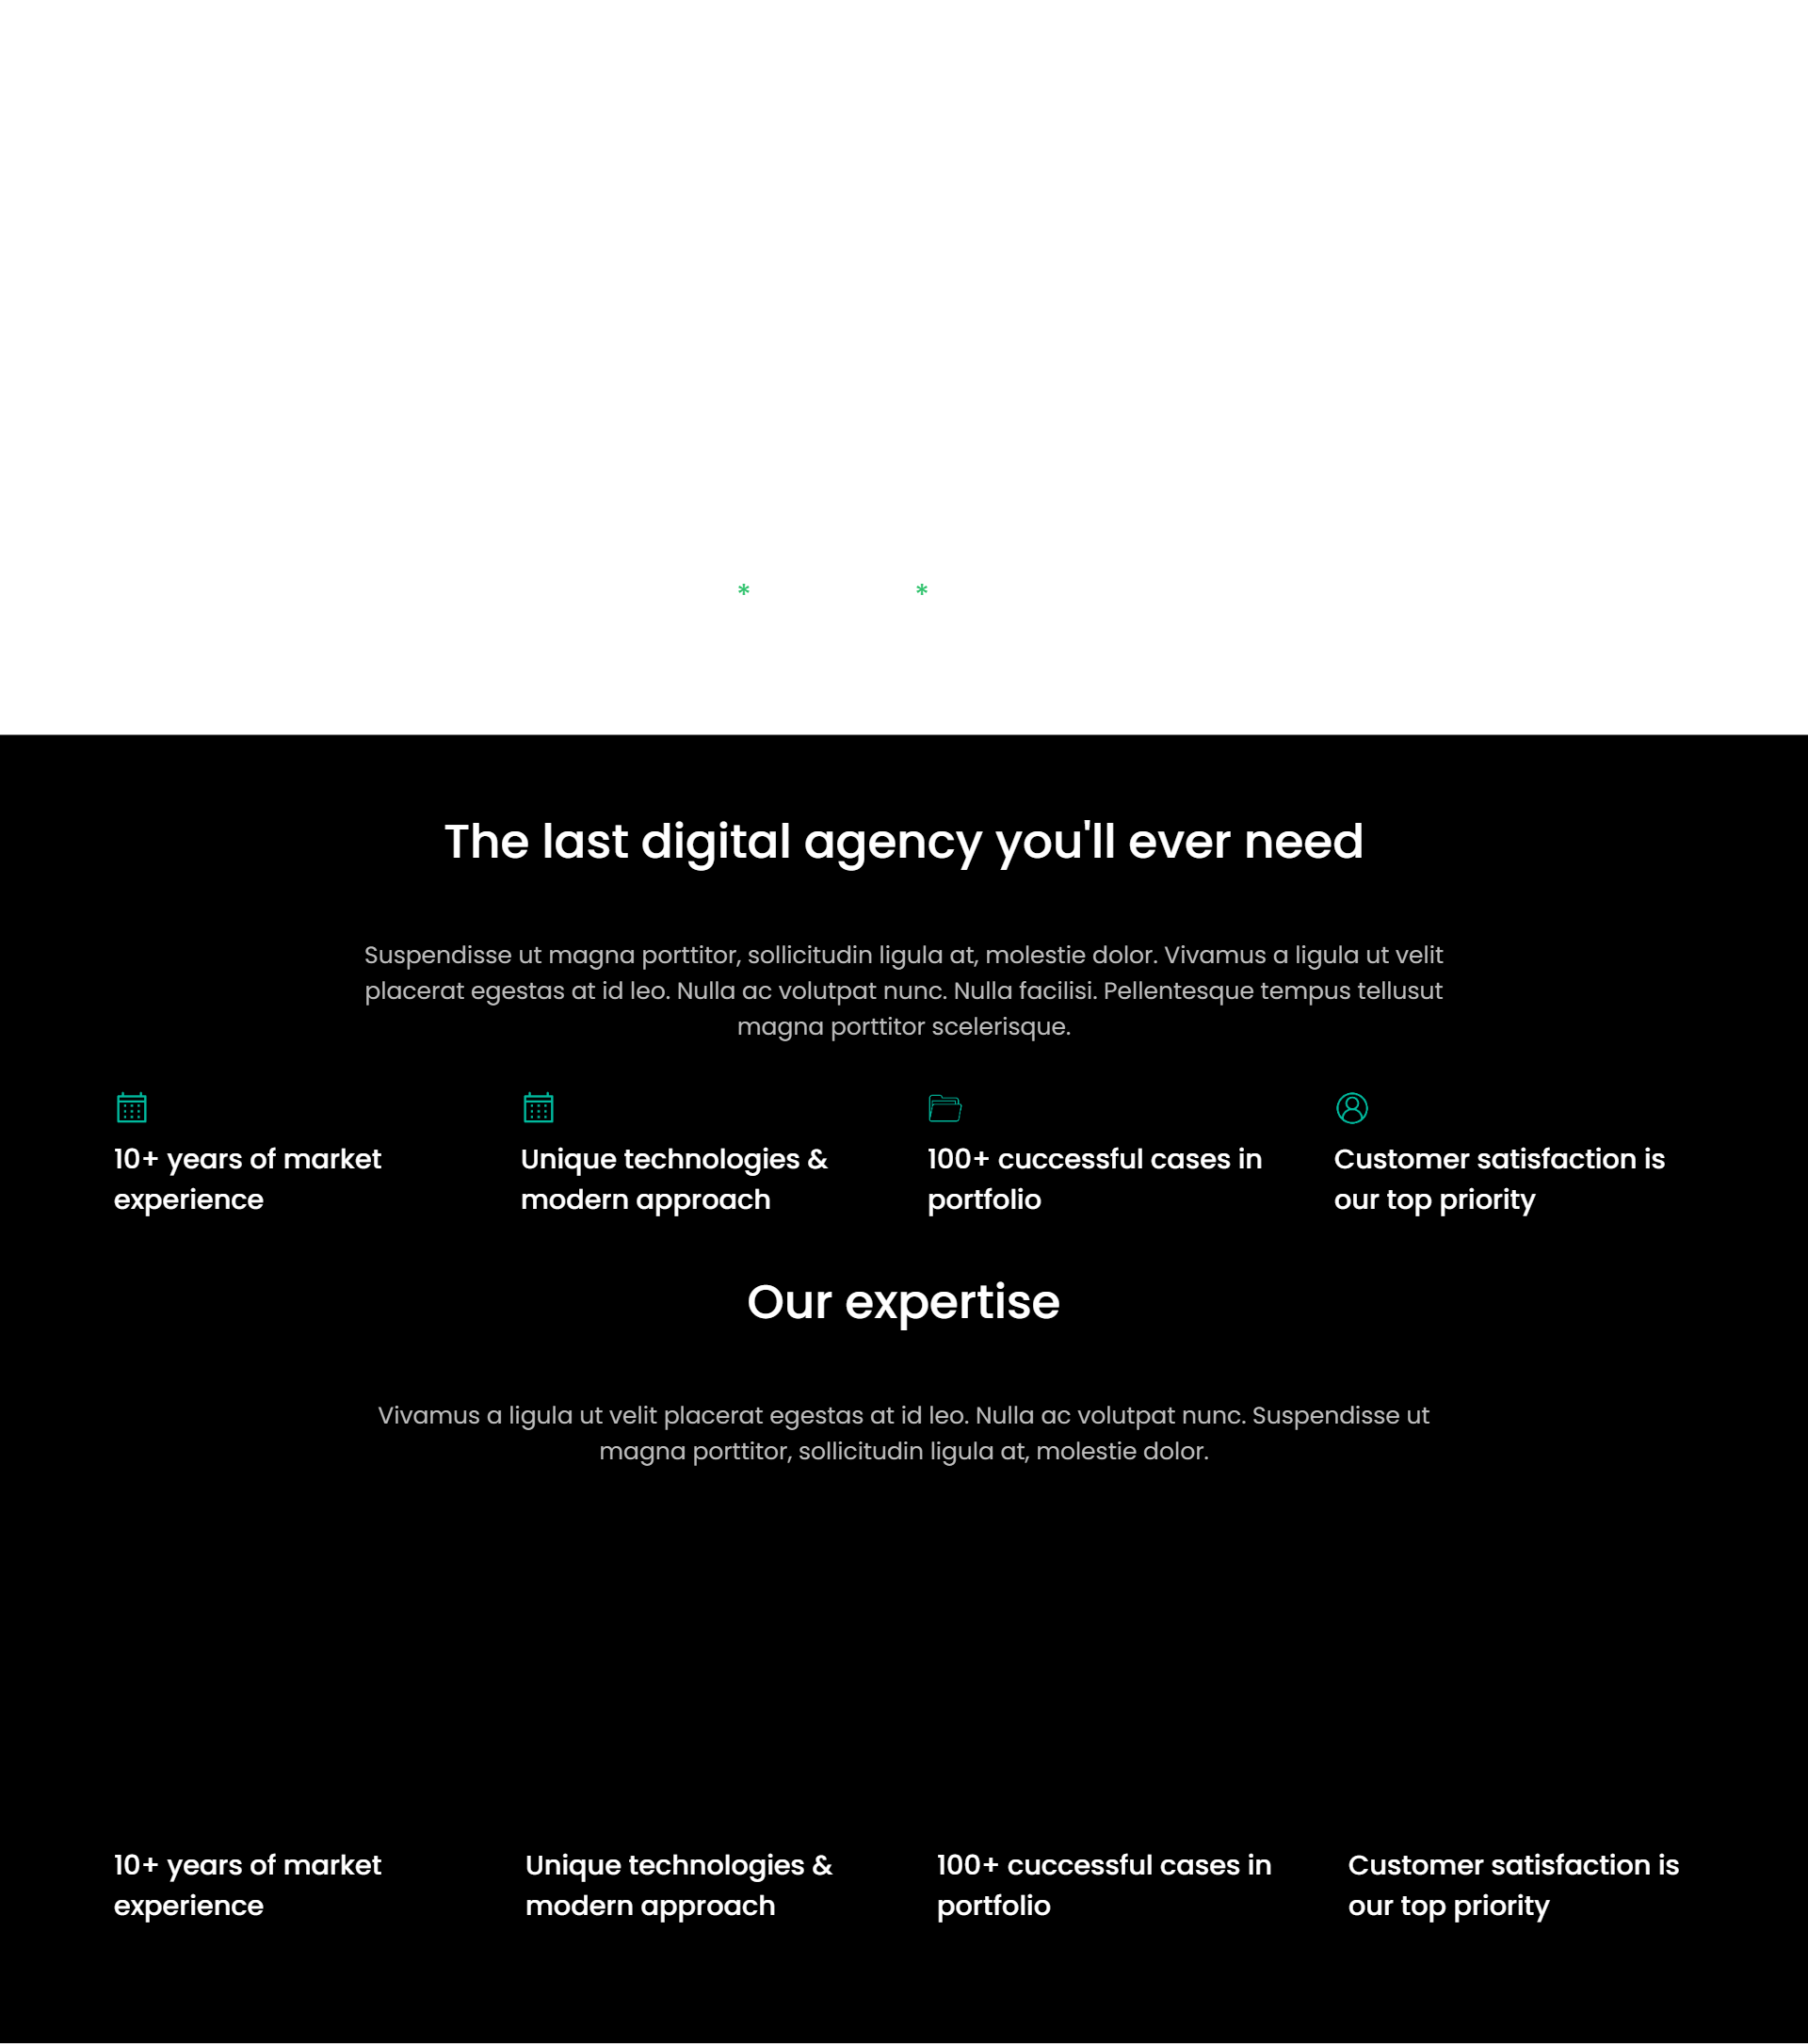 * *
The last digital agency you'll ever need
Suspendisse ut magna porttitor, sollicitudin ligula at, molestie dolor. Vivamus a ligula ut velit
placerat egestas at id leo. Nulla ac volutpat nunc. Nulla facilisi. Pellentesque tempus tellusut
magna porttitor scelerisque.
10+ years of market
experience
Unique technologies &
modern approach
100+ cuccessful cases in
portfolio
Customer satisfaction is
our top priority
Our expertise
Vivamus a ligula ut velit placerat egestas at id leo. Nulla ac volutpat nunc. Suspendisse ut
magna porttitor, sollicitudin ligula at, molestie dolor.
10+ years of market
experience
Unique technologies &
modern approach
100+ cuccessful cases in
portfolio
Customer satisfaction is
our top priority